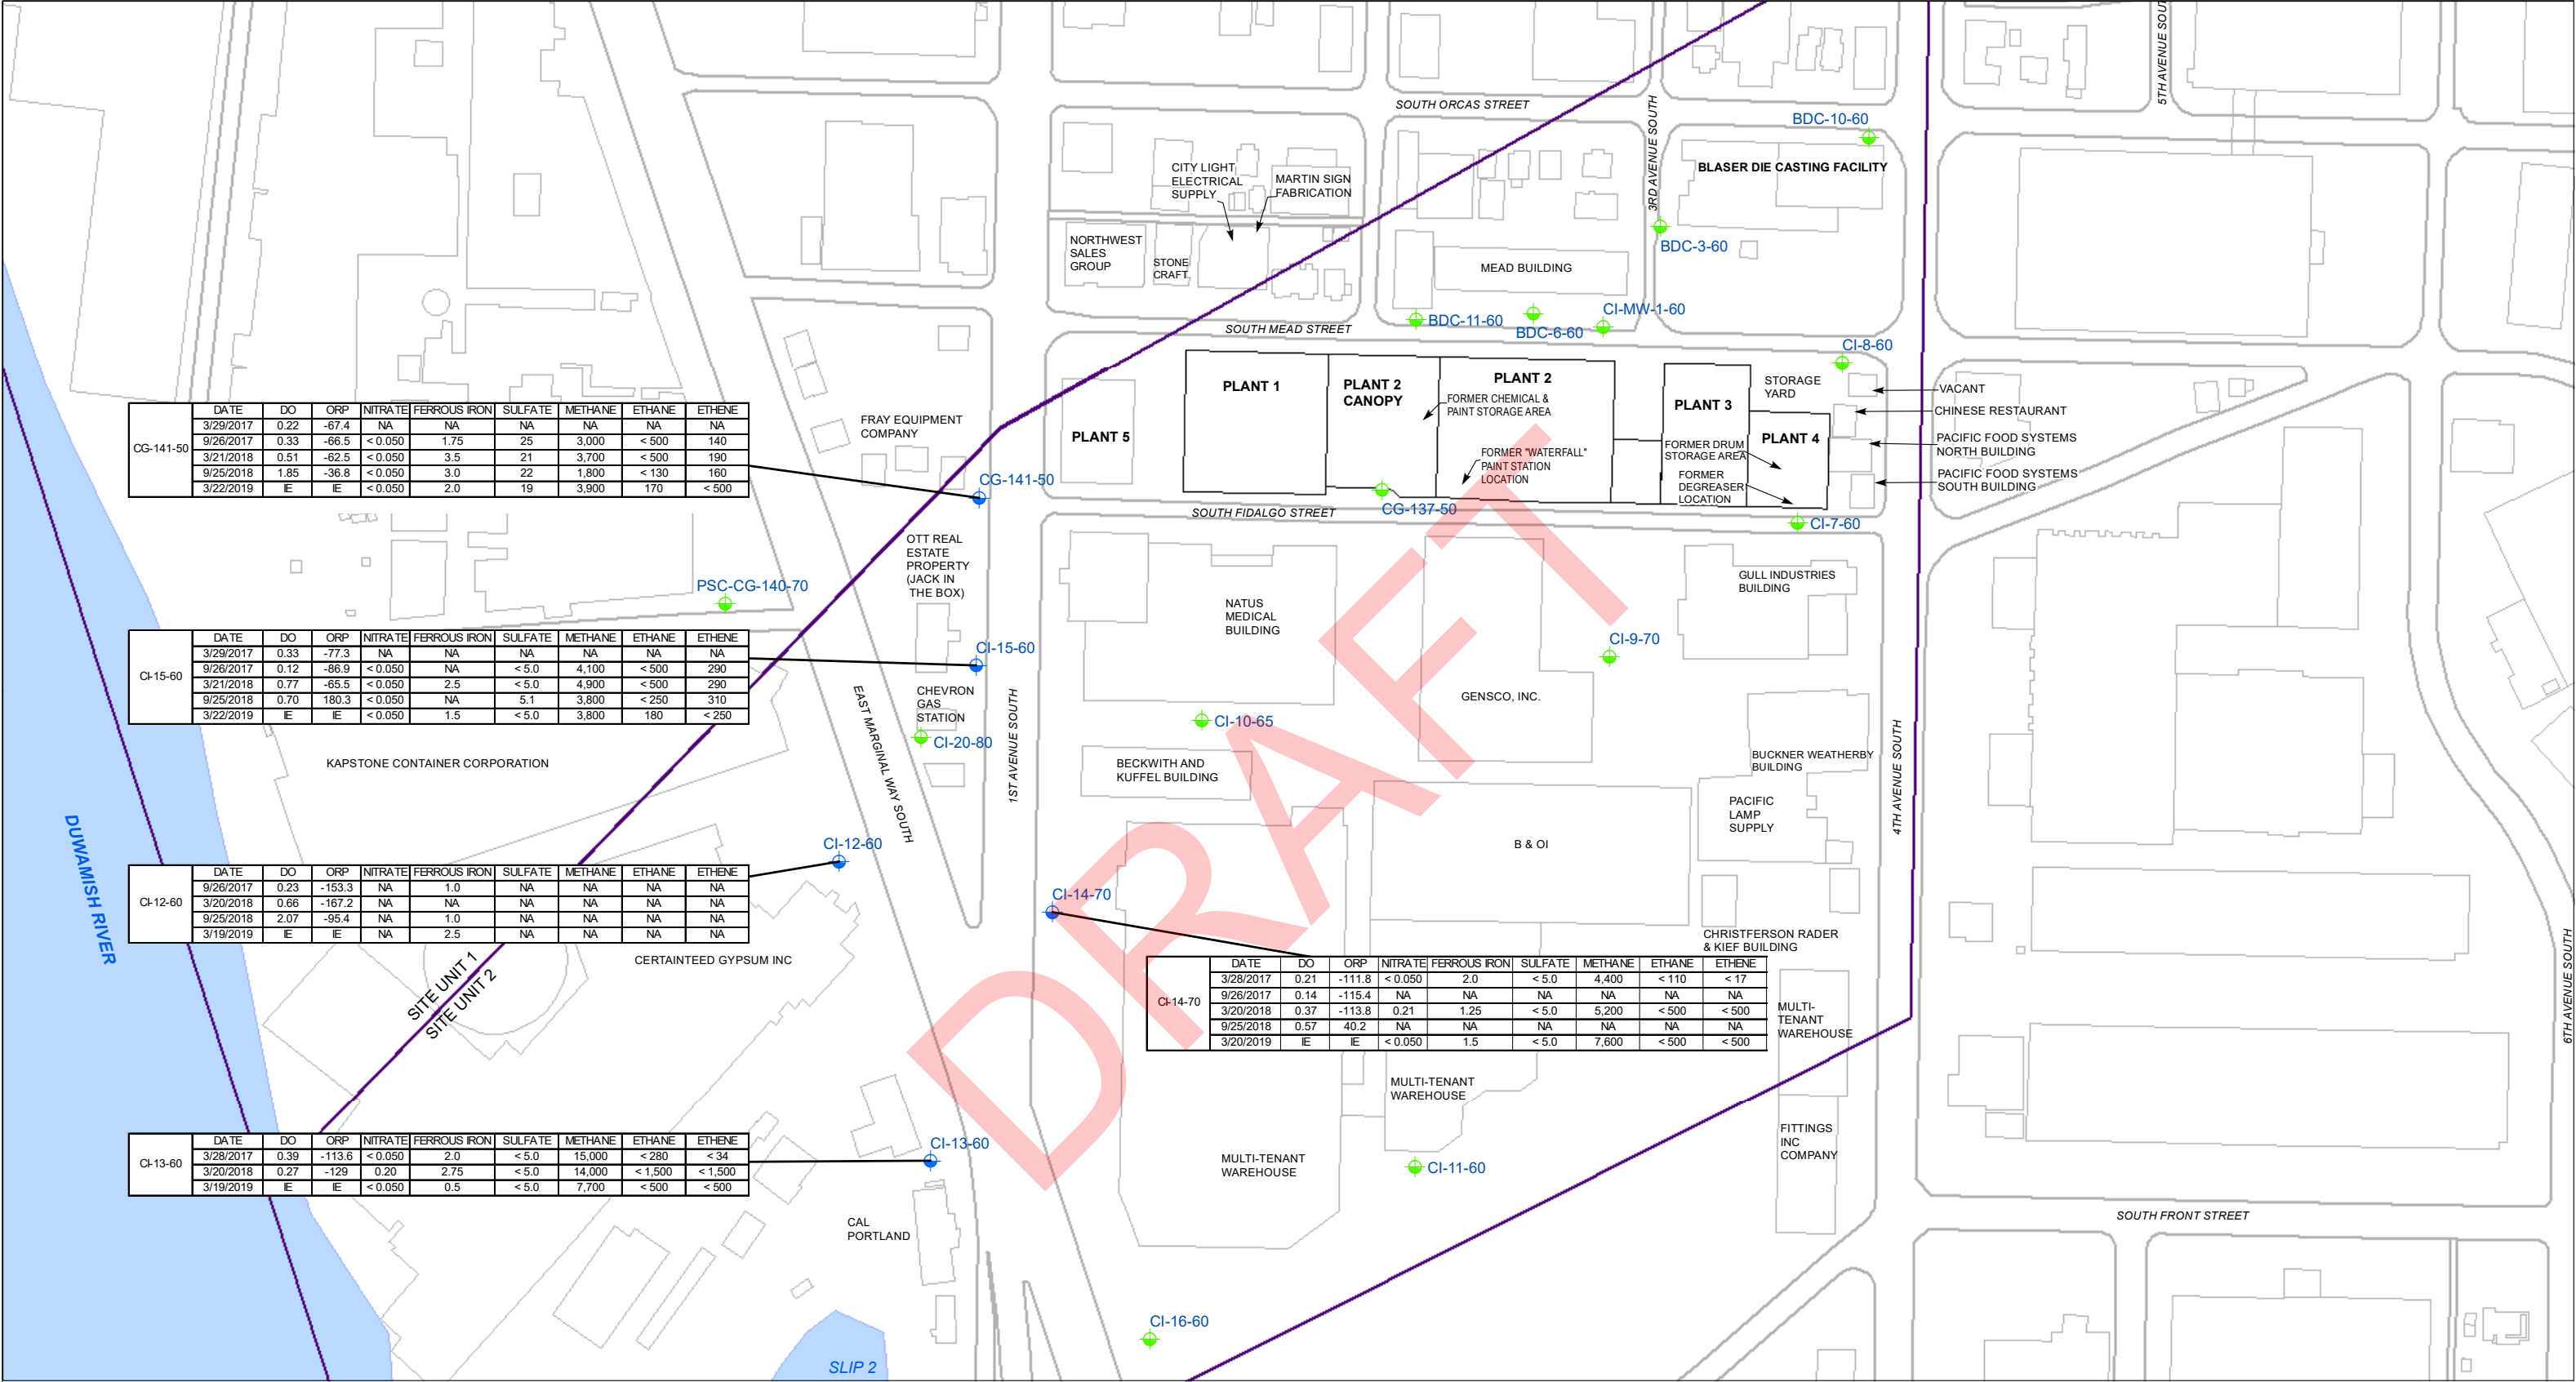 SOUTH ORCAS STREET
3RD AVENUE SOUTH
5TH AVENUE SOUT
BDC-10-60
BLASER DIE CASTING FACILITY
CITY LIGHT
ELECTRICAL
SUPPLY
MARTIN SIGN
FABRICATION
NORTHWEST
SALES
GROUP
STONE
CRAFT
BDC-3-60
MEAD BUILDING
CI-MW-1-60
BDC-11-60
BDC-6-60
SOUTH MEAD STREET
CI-8-60
PLANT 1
PLANT 2
CANOPY
PLANT 2
FORMER CHEMICAL &
PAINT STORAGE AREA
PLANT 3
STORAGE
YARD
VACANT
CHINESE RESTAURANT
PACIFIC FOOD SYSTEMS
NORTH BUILDING
PACIFIC FOOD SYSTEMS
SOUTH BUILDING
PLANT 4
FORMER DRUM
STORAGE AREA
FORMER
DEGREASER
LOCATION
FORMER "WATERFALL"
PAINT STATION
LOCATION
PLANT 5
FRAY EQUIPMENT
COMPANY
CG-141-50
CG-137-50
SOUTH FIDALGO STREET
CI-7-60
CG-141-50
DATE DO ORP NITRATE FERROUS IRON SULFATE METHANE ETHANE ETHENE
3/29/2017 0.22 -67.4 NA NA NA NA NA NA
9/26/2017 0.33 -66.5 < 0.050 1.75 25 3,000 < 500 140
3/21/2018 0.51 -62.5 < 0.050 3.5 21 3,700 < 500 190
9/25/2018 1.85 -36.8 < 0.050 3.0 22 1,800 < 130 160
3/22/2019 IE IE < 0.050 2.0 19 3,900 170 < 500
OTT REAL
ESTATE
PROPERTY
(JACK IN
THE BOX)
PSC-CG-140-70
NATUS
MEDICAL
BUILDING
GULL INDUSTRIES
BUILDING
CI-15-60
DATE DO ORP NITRATE FERROUS IRON SULFATE METHANE ETHANE ETHENE
3/29/2017 0.33 -77.3 NA NA NA NA NA NA
9/26/2017 0.12 -86.9 < 0.050 NA < 5.0 4,100 < 500 290
3/21/2018 0.77 -65.5 < 0.050 2.5 < 5.0 4,900 < 500 290
9/25/2018 0.70 180.3 < 0.050 NA 5.1 3,800 < 250 310
3/22/2019 IE IE < 0.050 1.5 < 5.0 3,800 180 < 250
CI-15-60
CI-9-70
CHEVRON
GAS
STATION
GENSCO, INC.
CI-10-65
CI-20-80
EAST MARGINAL WAY SOUTH
1ST AVENUE SOUTH
4TH AVENUE SOUTH
KAPSTONE CONTAINER CORPORATION
BECKWITH AND
KUFFEL BUILDING
BUCKNER WEATHERBY
BUILDING
PACIFIC
LAMP
SUPPLY
B & OI
DUWAMISH RIVER
CI-12-60
CI-12-60
DATE DO ORP NITRATE FERROUS IRON SULFATE METHANE ETHANE ETHENE
9/26/2017 0.23 -153.3 NA 1.0 NA NA NA NA
3/20/2018 0.66 -167.2 NA NA NA NA NA NA
9/25/2018 2.07 -95.4 NA 1.0 NA NA NA NA
3/19/2019 IE IE NA 2.5 NA NA NA NA
CI-14-70
CERTAINTEED GYPSUM INC
CHRISTFERSON RADER
& KIEF BUILDING
6TH AVENUE SOUTH
SITE UNIT 1
SITE UNIT 2
CI-14-70
DATE DO ORP NITRATE FERROUS IRON SULFATE METHANE ETHANE ETHENE
3/28/2017 0.21 -111.8 < 0.050 2.0 < 5.0 4,400 < 110 < 17
9/26/2017 0.14 -115.4 NA NA NA NA NA NA
3/20/2018 0.37 -113.8 0.21 1.25 < 5.0 5,200 < 500 < 500
9/25/2018 0.57 40.2 NA NA NA NA NA NA
3/20/2019 IE IE < 0.050 1.5 < 5.0 7,600 < 500 < 500
MULTI-
TENANT
WAREHOUSE
DRAFT
MULTI-TENANT
WAREHOUSE
FITTINGS
INC
COMPANY
CI-13-60
DATE DO ORP NITRATE FERROUS IRON SULFATE METHANE ETHANE ETHENE
3/28/2017 0.39 -113.6 < 0.050 2.0 < 5.0 15,000 < 280 < 34
3/20/2018 0.27 -129 0.20 2.75 < 5.0 14,000 < 1,500 < 1,500
3/19/2019 IE IE < 0.050 0.5 < 5.0 7,700 < 500 < 500
CI-13-60
MULTI-TENANT
WAREHOUSE
CI-11-60
CAL
PORTLAND
SOUTH FRONT STREET
CI-16-60
SLIP 2